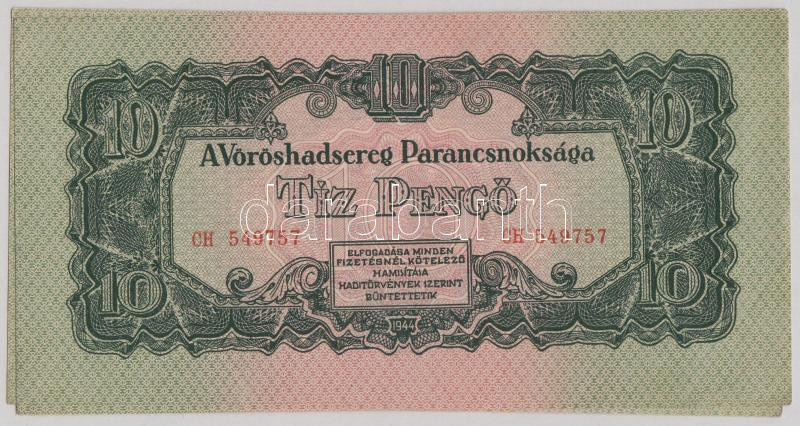 10
10 10
A Vöröshadsereg Parancsnoksága
TÍZ PENGŐ
darabanth
CH 549757 CH 549757
ELFOGADÁSA MINDEN
FIZETÉSNÉL KÖTELEZŐ
HAMISÍTÁSA
HADITÖRVÉNYEK SZERINT
BÜNTETTETIK
10 10
1944